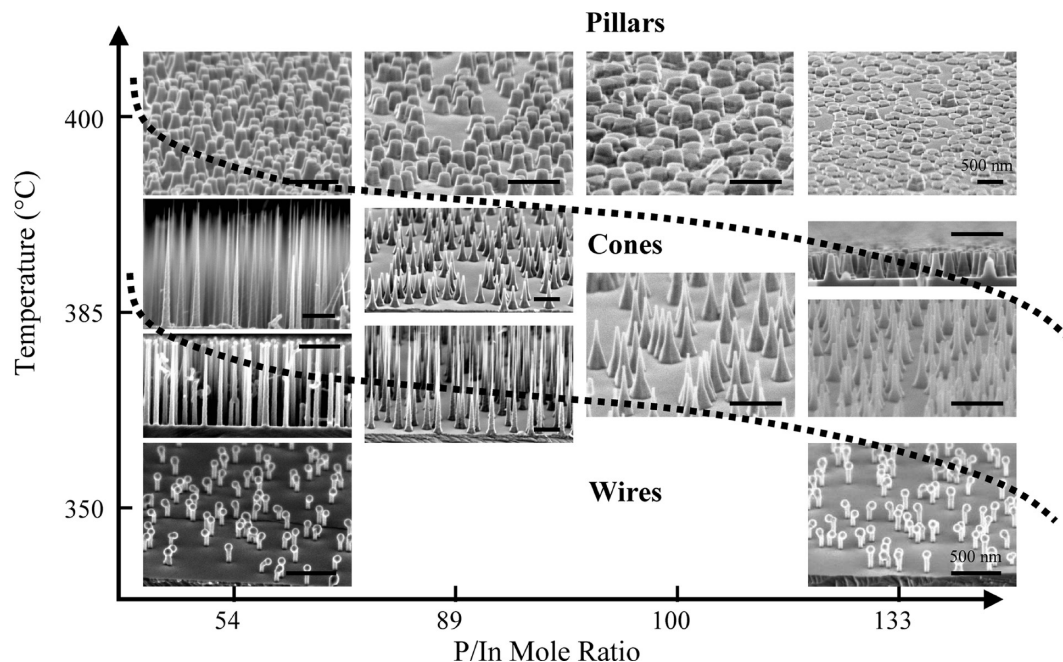 Pillars
400
500 nm
Cones
Temperature (°C)
385
Wires
350
500 nm
54
89
100
133
P/In Mole Ratio